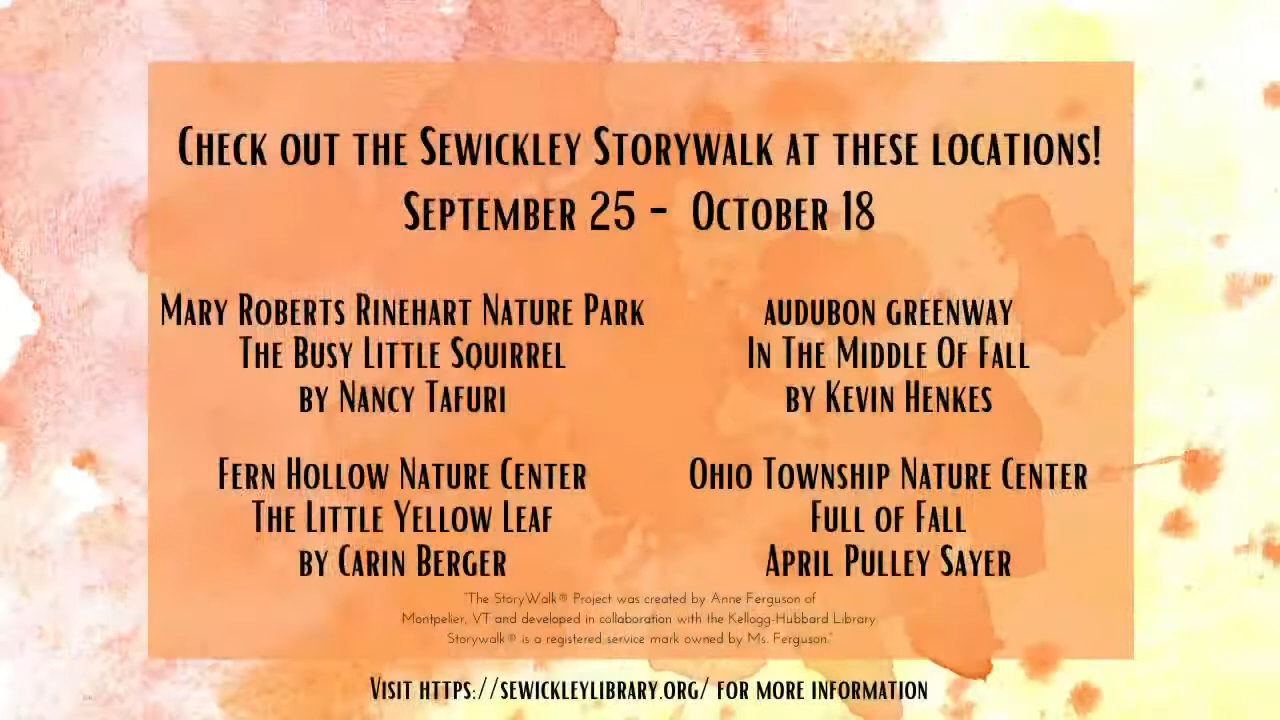 Check out the Sewickley Storywalk at these locations!
September 25 - October 18
Mary Roberts Rinehart Nature Park
The Busy Little Squirrel
by Nancy Tafuri
audubon greenway
In The Middle Of Fall
by Kevin Henkes
Fern Hollow Nature Center
The Little Yellow Leaf
by Carin Berger
Ohio Township Nature Center
Full of Fall
April Pulley Sayer
"The StoryWalk® Project was created by Anne Ferguson of
Montpelier, VT and developed in collaboration with the Kellogg-Hubbard Library
Storywalk® is a registered service mark owned by Ms. Ferguson."
Visit https://sewickleylibrary.org/ for more information